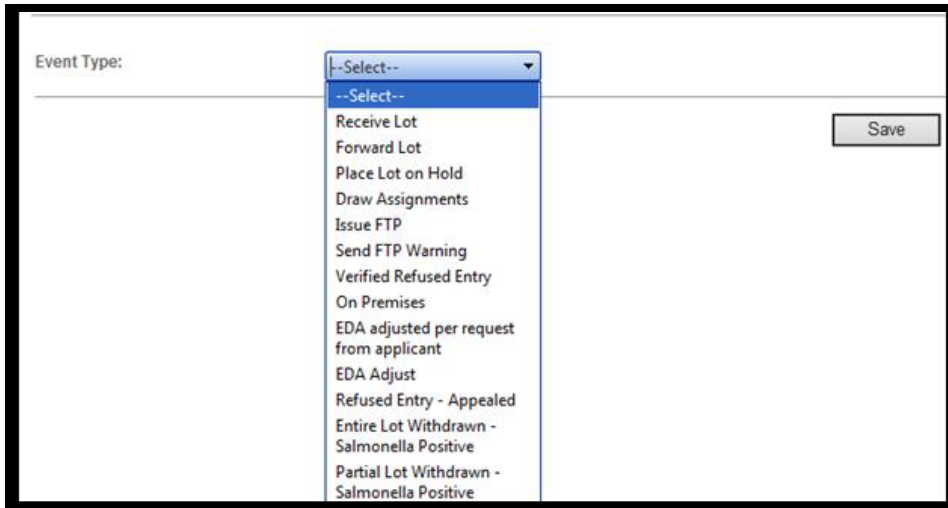 Event Type:
--Select--
--Select--
Receive Lot
Forward Lot
Place Lot on Hold
Draw Assignments
Issue FTP
Send FTP Warning
Verified Refused Entry
On Premises
EDA adjusted per request
from applicant
EDA Adjust
Refused Entry - Appealed
Entire Lot Withdrawn -
Salmonella Positive
Partial Lot Withdrawn -
Salmonella Positive
Save